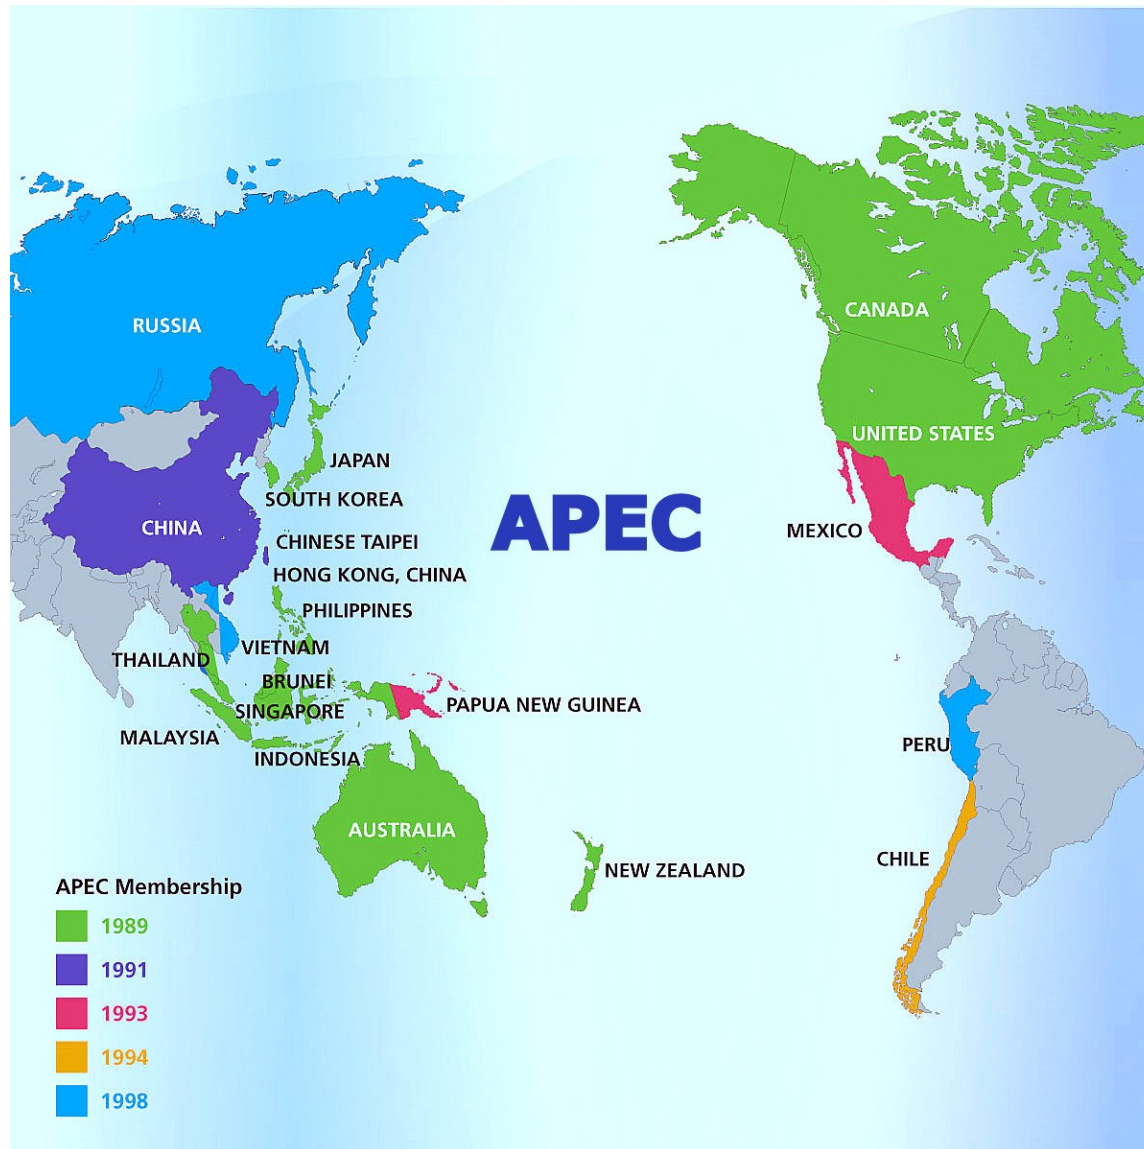 CANADA
RUSSIA
UNITED STATES
JAPAN
SOUTH KOREA
APEC
CHINA
MEXICO
CHINESE TAIPEI
HONG KONG, CHINA
PHILIPPINES
VIETNAM
THAILAND
BRUNEI
PAPUA NEW GUINEA
SINGAPORE
MALAYSIA
PERU
INDONESIA
AUSTRALIA
CHILE
NEW ZEALAND
APEC Membership
1989
1991
1993
1994
1998